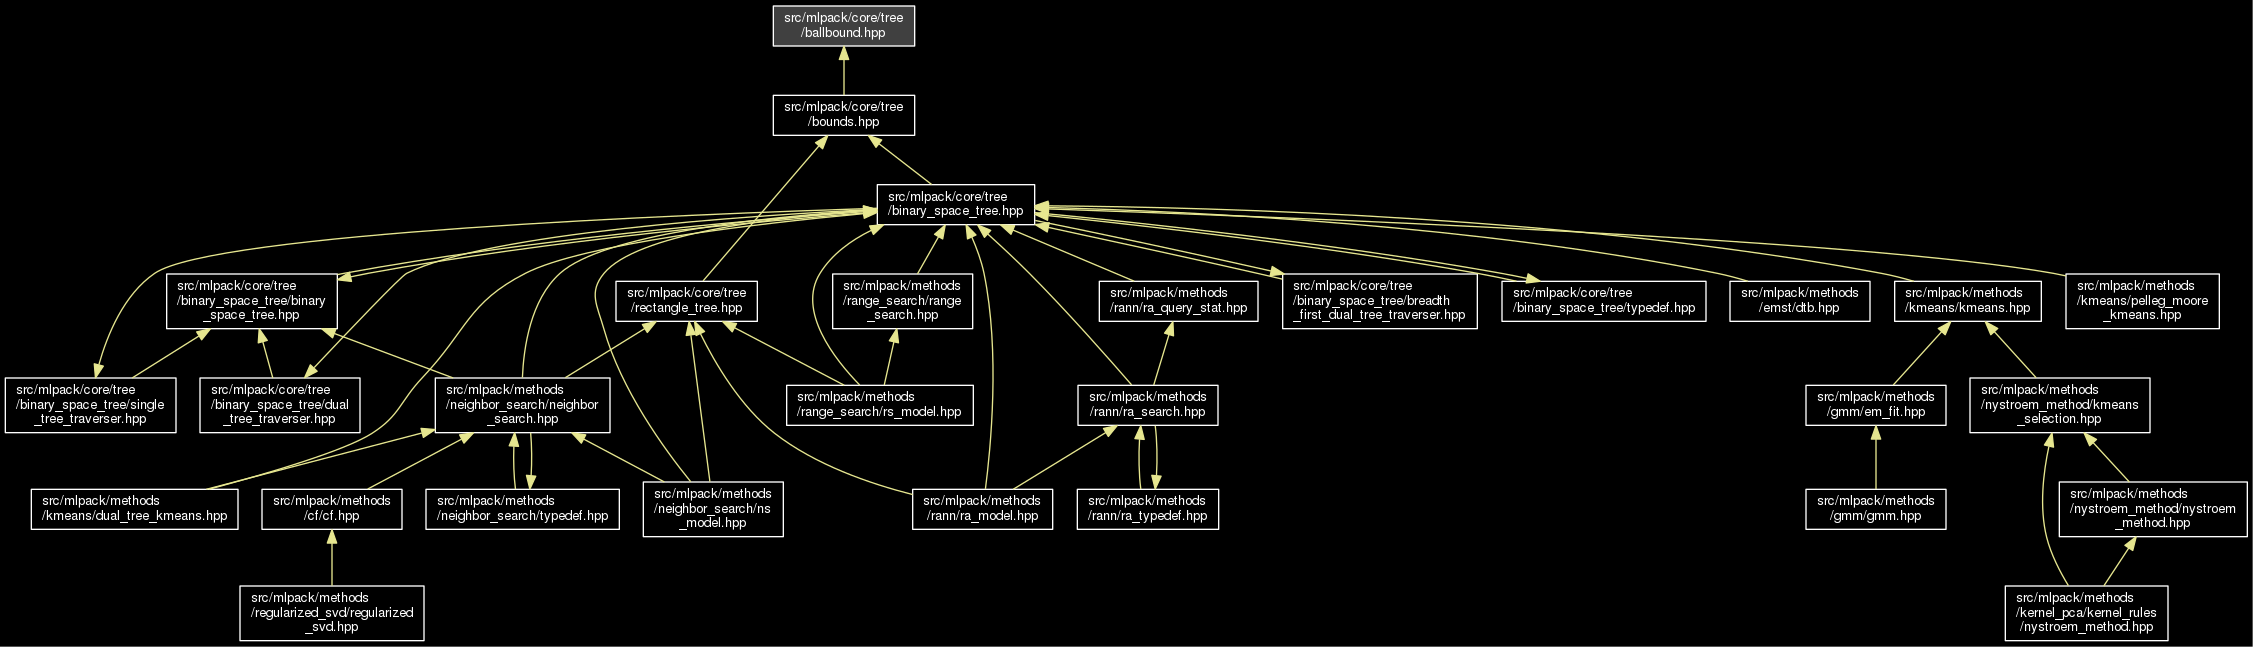 src/mlpack/core/tree
/ballbound.hpp
src/mlpack/core/tree
/bounds.hpp
src/mlpack/core/tree
/binary_space_tree.hpp
src/mlpack/core/tree
/binary_space_tree/binary
_space_tree.hpp
src/mlpack/core/tree
/rectangle_tree.hpp
src/mlpack/methods
/range_search/range
_search.hpp
src/mlpack/methods
/rann/ra_query_stat.hpp
src/mlpack/core/tree
/binary_space_tree/breadth
_first_dual_tree_traverser.hpp
src/mlpack/core/tree
/binary_space_tree/typedef.hpp
src/mlpack/methods
/emst/dtb.hpp
src/mlpack/methods
/kmeans/kmeans.hpp
src/mlpack/methods
/kmeans/pelleg_moore
_kmeans.hpp
src/mlpack/core/tree
/binary_space_tree/single
_tree_traverser.hpp
src/mlpack/core/tree
/binary_space_tree/dual
_tree_traverser.hpp
src/mlpack/methods
/neighbor_search/neighbor
_search.hpp
src/mlpack/methods
/range_search/rs_model.hpp
src/mlpack/methods
/rann/ra_search.hpp
src/mlpack/methods
/gmm/em_fit.hpp
src/mlpack/methods
/nystroem_method/kmeans
_selection.hpp
src/mlpack/methods
/kmeans/dual_tree_kmeans.hpp
src/mlpack/methods
/cf/cf.hpp
src/mlpack/methods
/neighbor_search/typedef.hpp
src/mlpack/methods
/neighbor_search/ns
_model.hpp
src/mlpack/methods
/rann/ra_model.hpp
src/mlpack/methods
/rann/ra_typedef.hpp
src/mlpack/methods
/gmm/gmm.hpp
src/mlpack/methods
/nystroem_method/nystroem
_method.hpp
src/mlpack/methods
/regularized_svd/regularized
_svd.hpp
src/mlpack/methods
/kernel_pca/kernel_rules
/nystroem_method.hpp